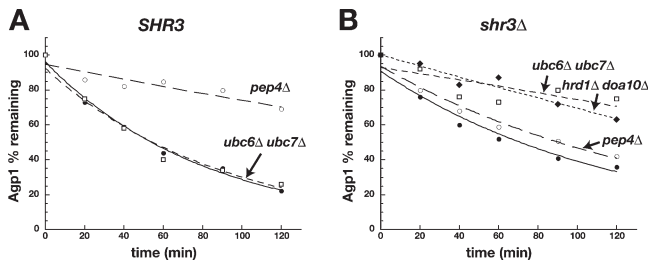 A
SHR3
Agp1 % remaining
100
80
60
40
20
0
pep4Δ
ubc6Δ ubc7Δ
0 20 40 60 80 100 120
time (min)
B
shr3Δ
Agp1 % remaining
100
80
60
40
20
0
ubc6Δ ubc7Δ
hrd1Δ doa10Δ
pep4Δ
0 20 40 60 80 100 120
time (min)